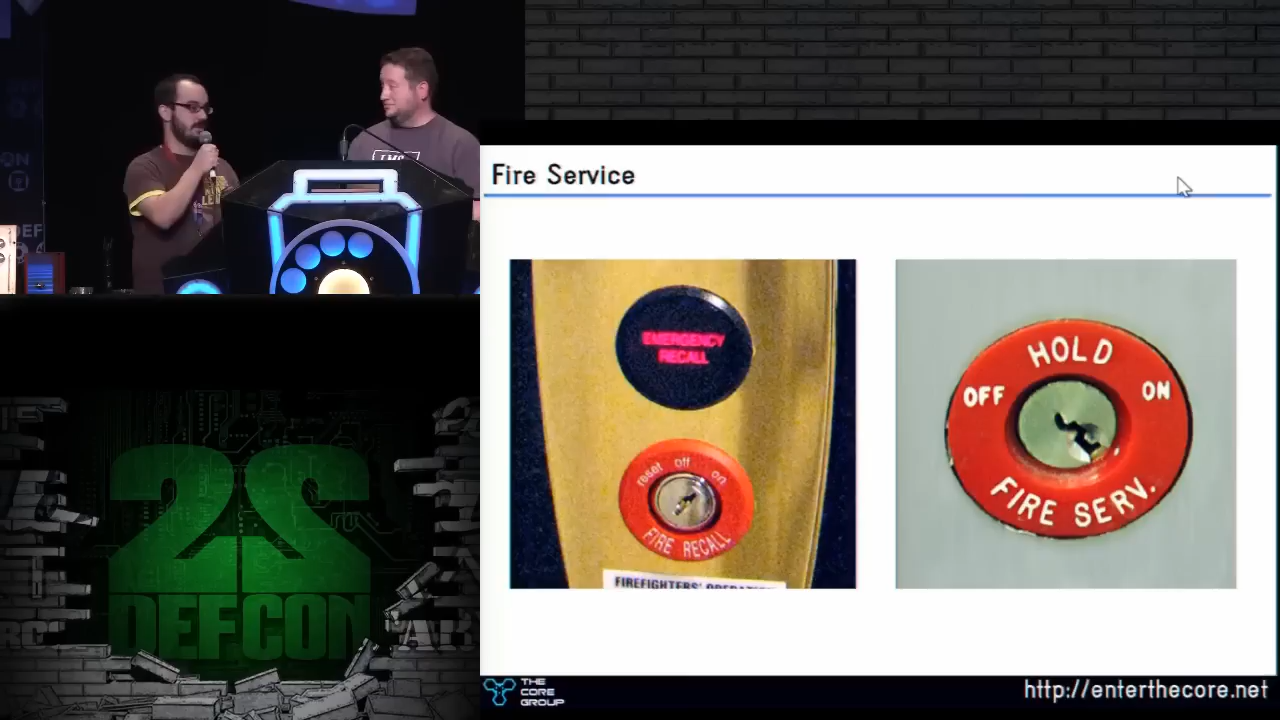 Fire Service
EMERGENCY
RECALL
reset off on
FIRE RECALL
FIREFIGHTERS'
HOLD
OFF ON
FIRE SERV.
22
DEFCON
THE
CORE
GROUP
http://enterthecore.net